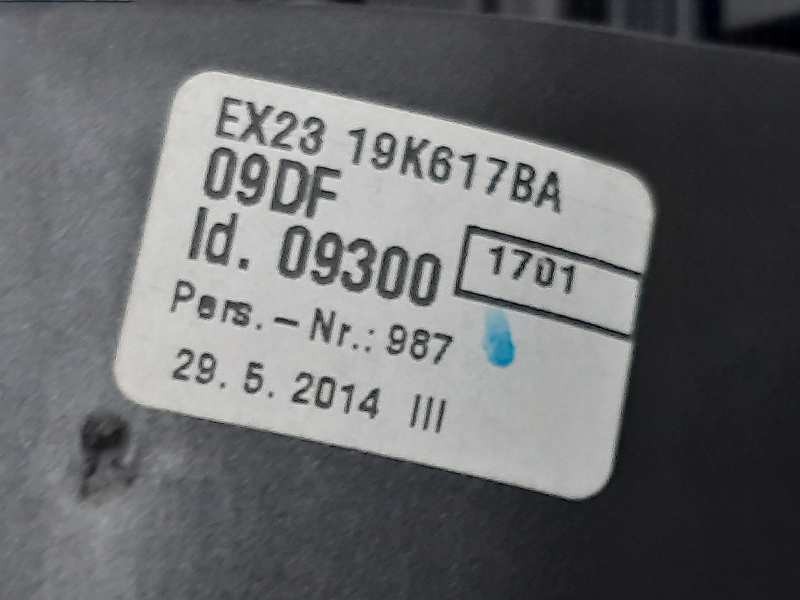 EX23 19K617BA
09DF
Id. 09300 1701
Pers.-Nr.: 987
29. 5. 2014 III